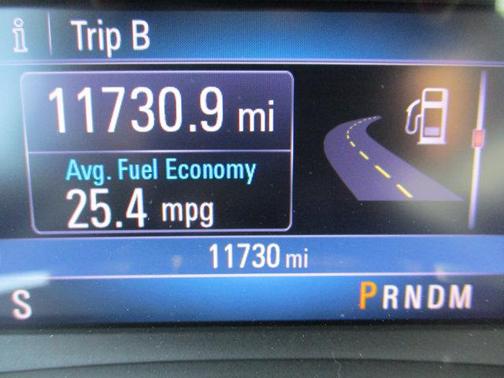 i Trip B
11730.9 mi
Avg. Fuel Economy
25.4 mpg
11730 mi
S PRNDM